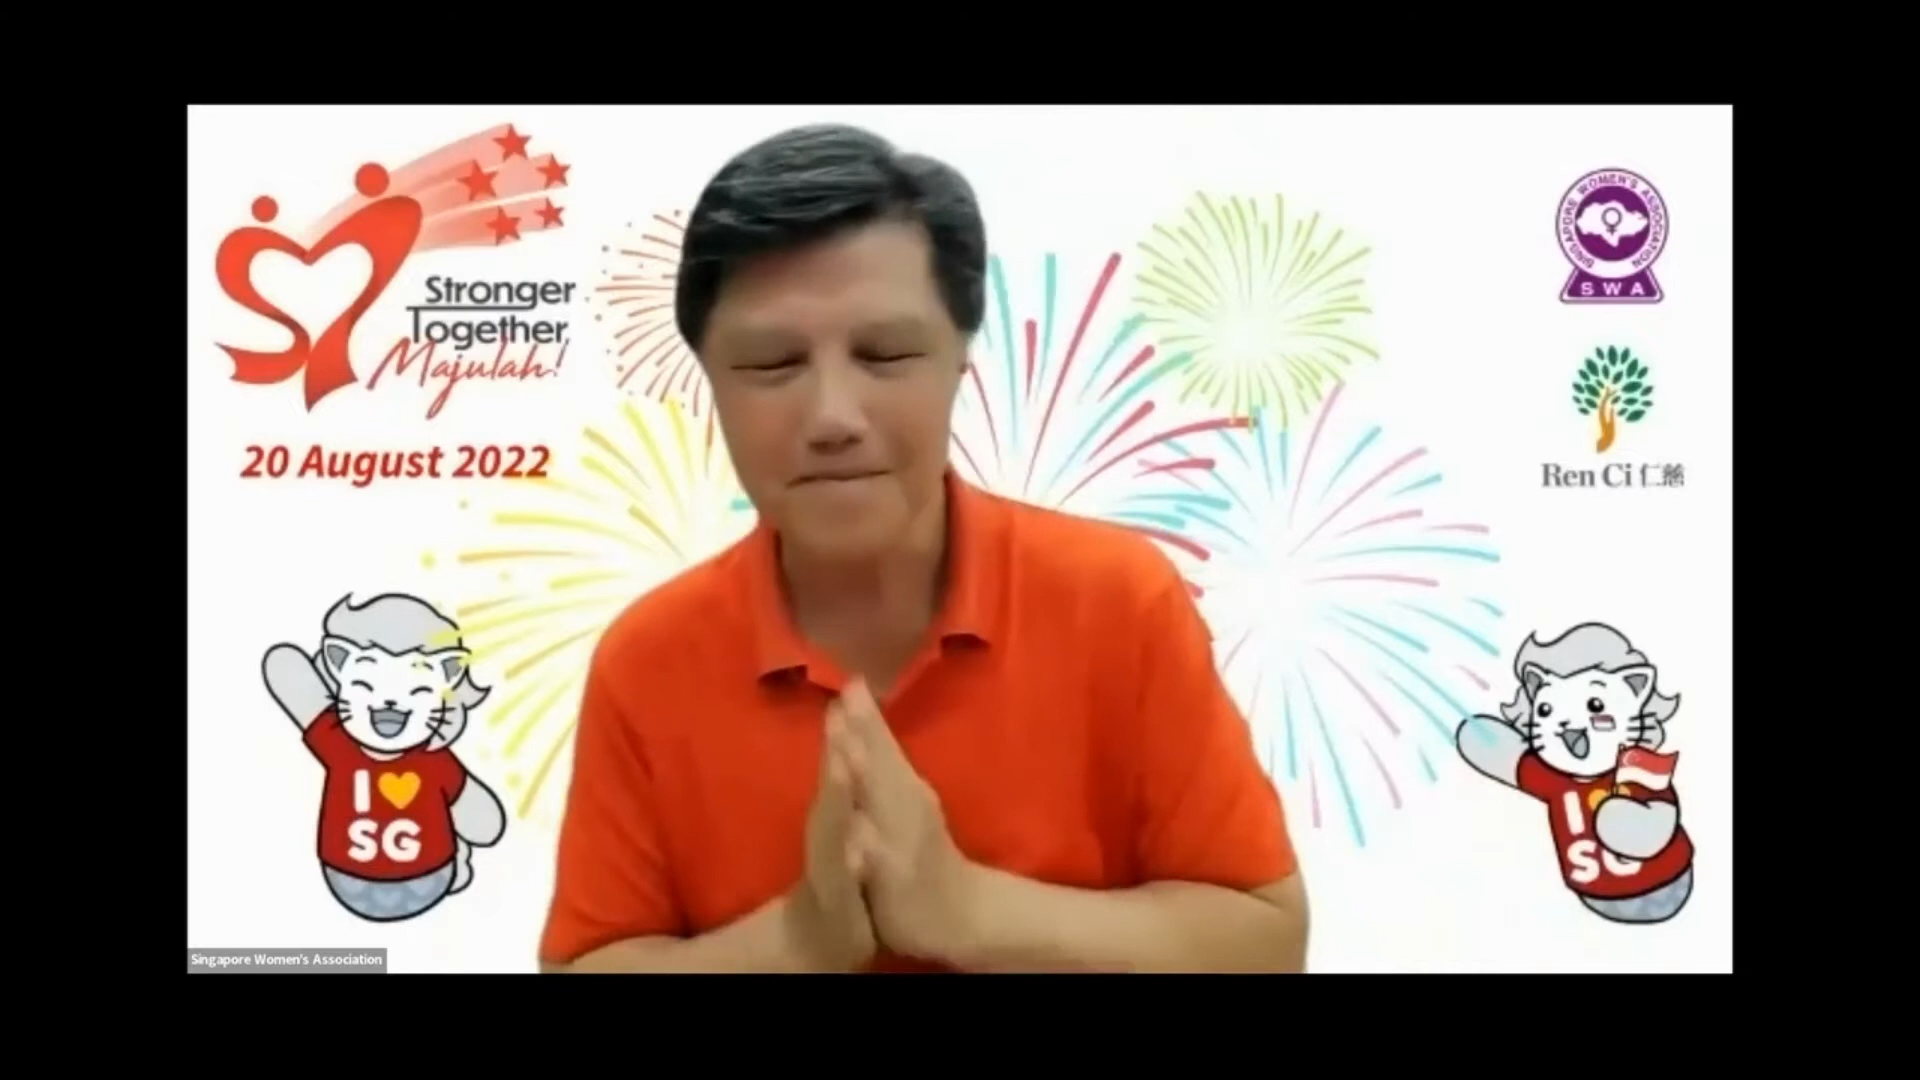 Stronger
Together,
Majulah!
20 August 2022
SINGAPORE WOMEN'S ASSOCIATION
SWA
Ren Ci 仁慈
I
SG
I
SG
Singapore Women's Association